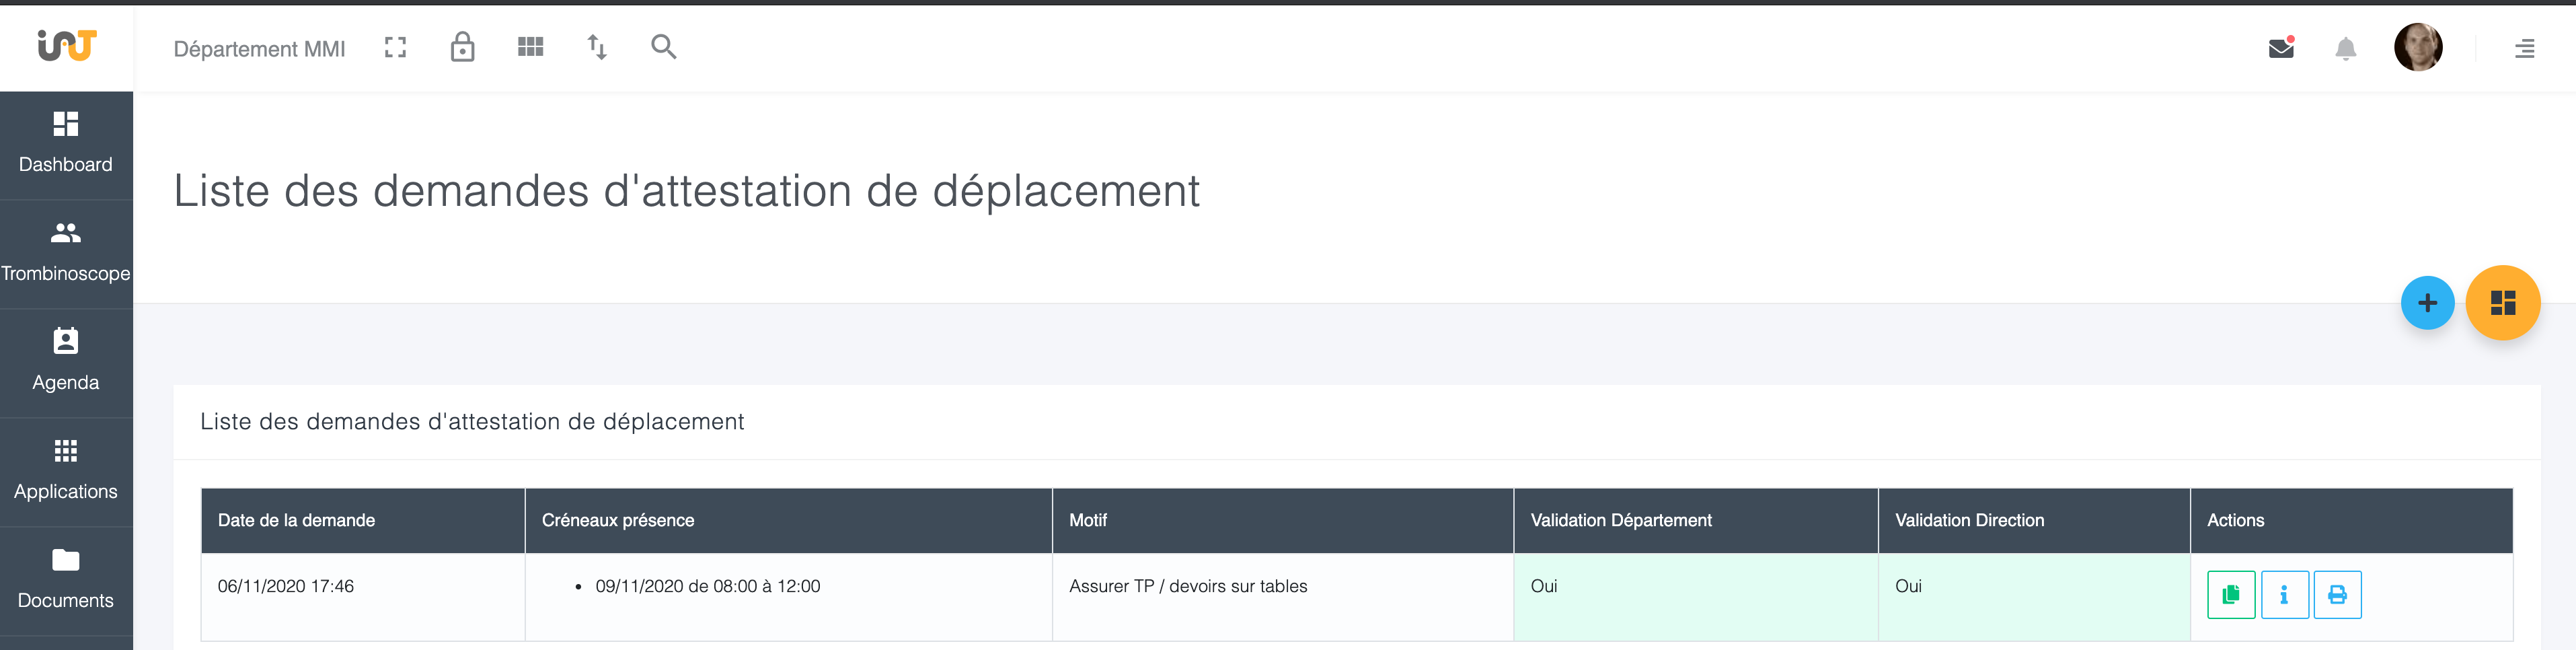 iUT
Département MMI
Dashboard
Trombinoscope
Agenda
Applications
Documents
Liste des demandes d'attestation de déplacement
Liste des demandes d'attestation de déplacement
Date de la demande Créneaux présence Motif Validation Département Validation Direction Actions
06/11/2020 17:46 • 09/11/2020 de 08:00 à 12:00 Assurer TP / devoirs sur tables Oui Oui